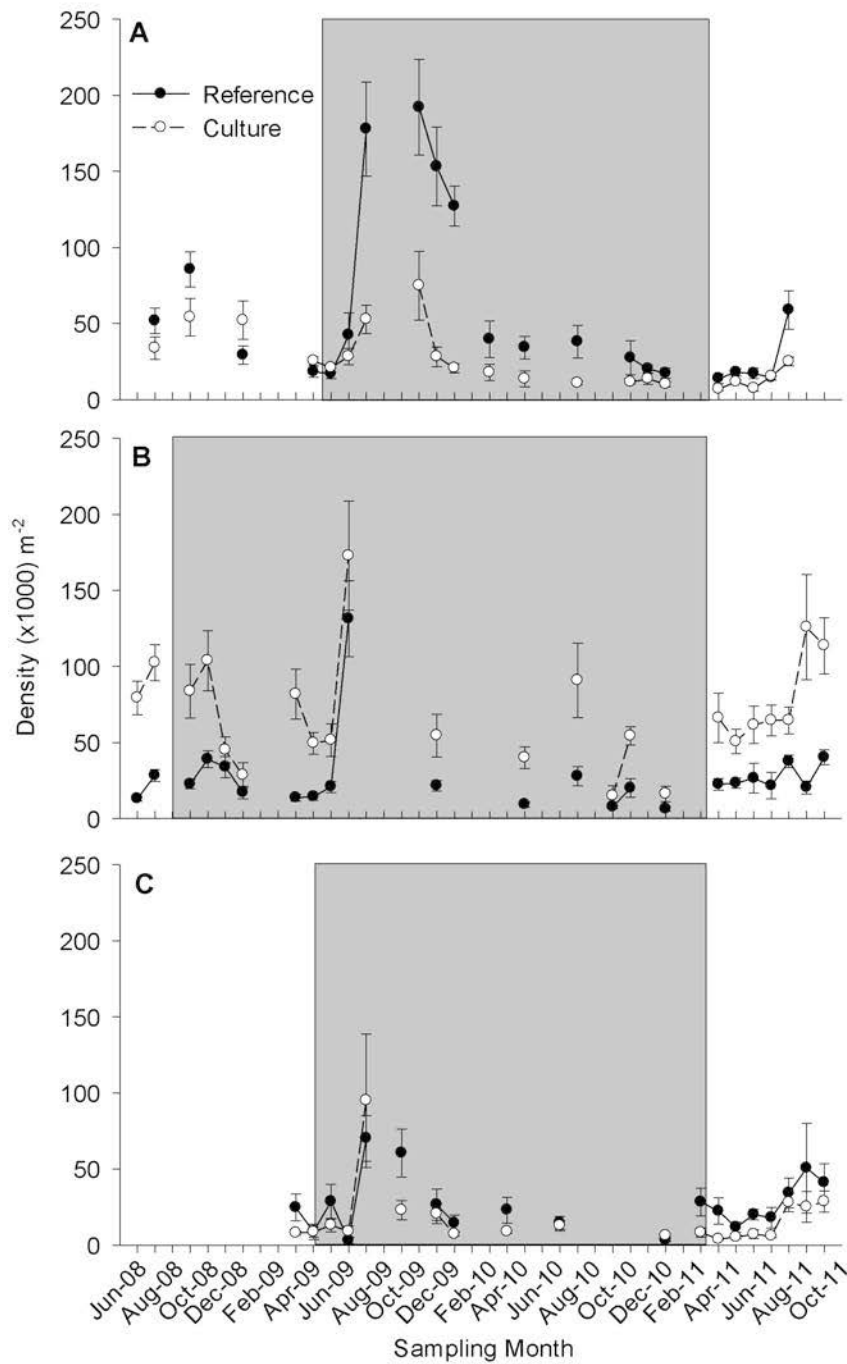 250
200
150
100
50
0
A
Reference
Culture
250
200
150
100
50
0
B
Density (x1000) m⁻²
250
200
150
100
50
0
C
Jun-08
Aug-08
Oct-08
Dec-08
Feb-09
Apr-09
Jun-09
Aug-09
Oct-09
Dec-09
Feb-10
Apr-10
Jun-10
Aug-10
Oct-10
Dec-10
Feb-11
Apr-11
Jun-11
Aug-11
Oct-11
Sampling Month